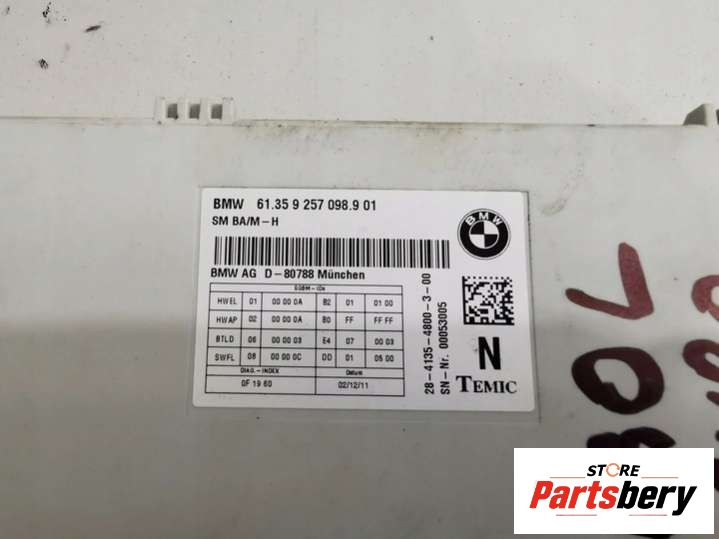 BMW 61.35 9 257 098.9 01
SM BA/M-H
BMW
BMW AG D-80788 München
SGBM-IDs
HWEL 01 00 00 0A B2 01 01 00
HWAP 02 00 00 0A B0 FF FF FF
BTLD 06 00 00 03 E4 07 00 03
SWFL 08 00 00 0C DD 01 05 00
DIAG.-INDEX Datum
0F 19 60 02/12/11
28-4135-4800-3-00
SN-Nr. 00053005
N
TEMIC
STORE
Partsbery